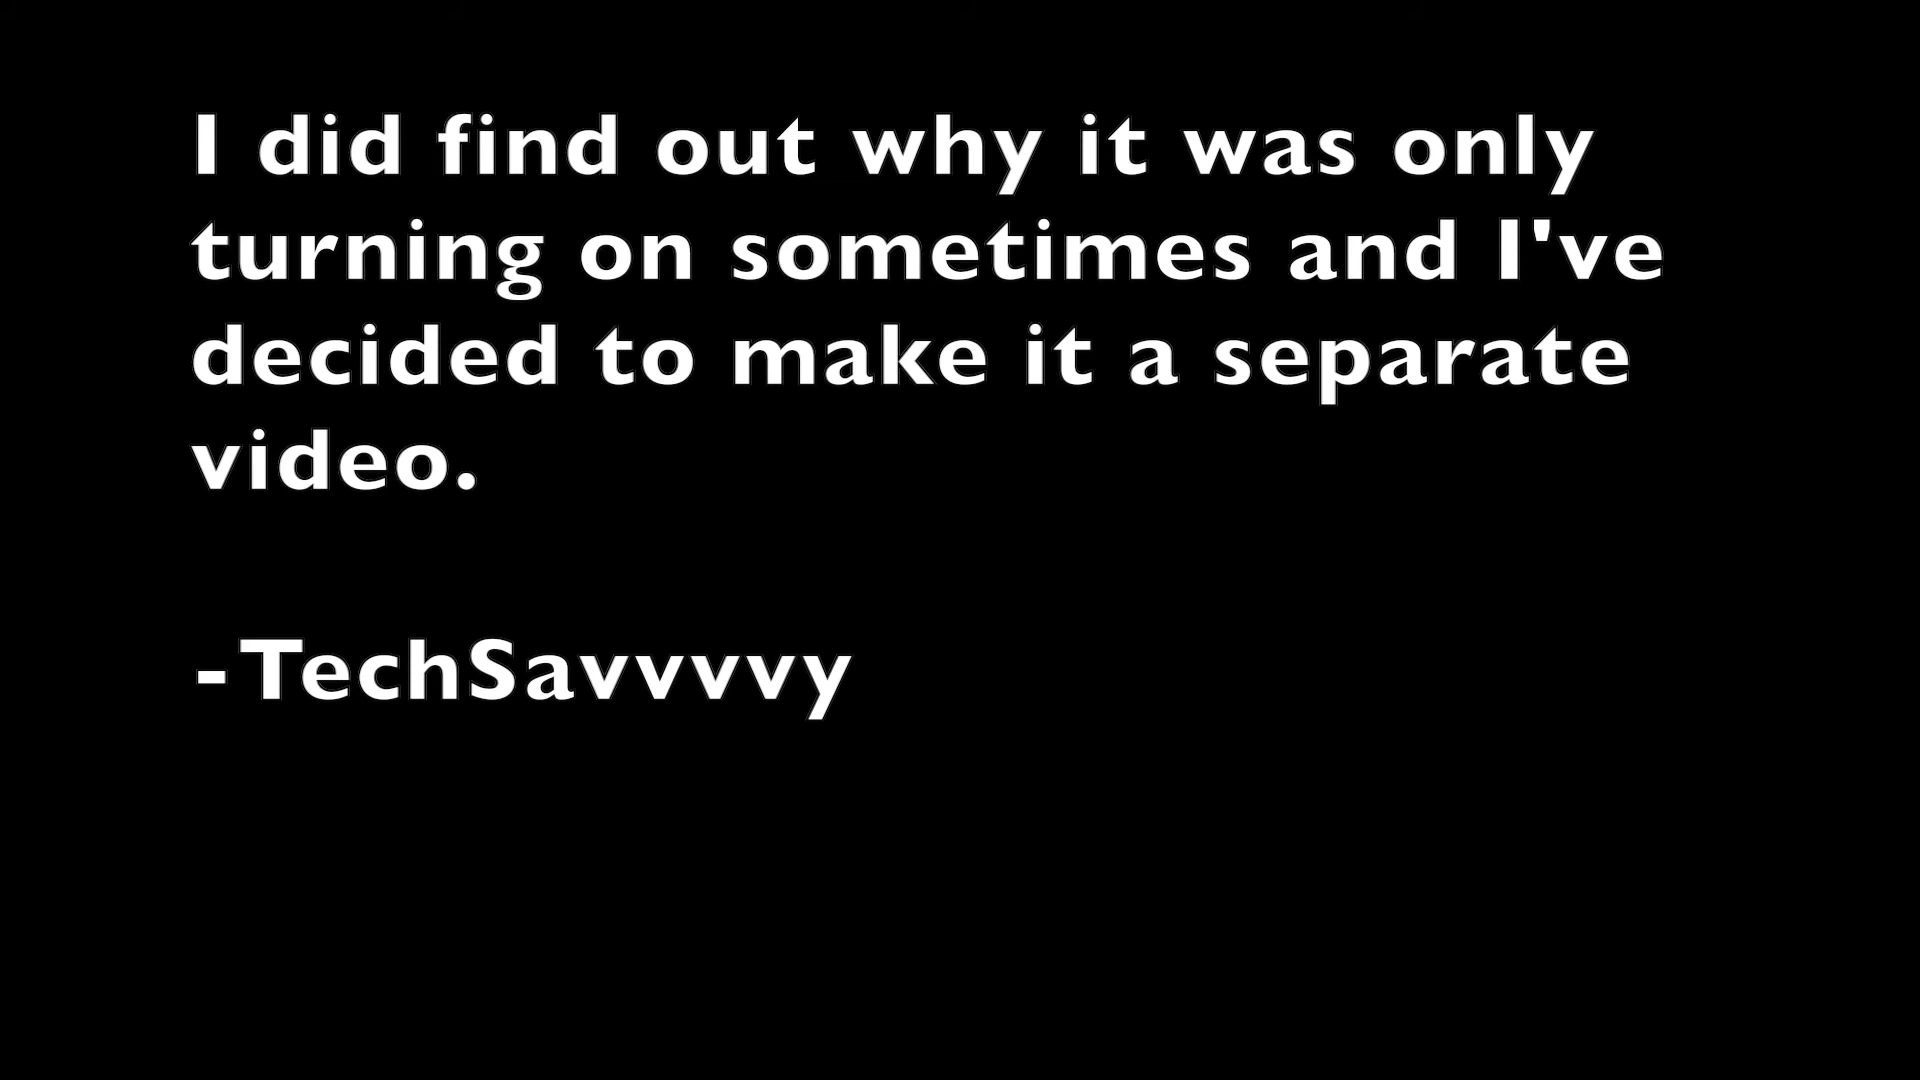 I did find out why it was only
turning on sometimes and I've
decided to make it a separate
video.
-TechSavvvvy